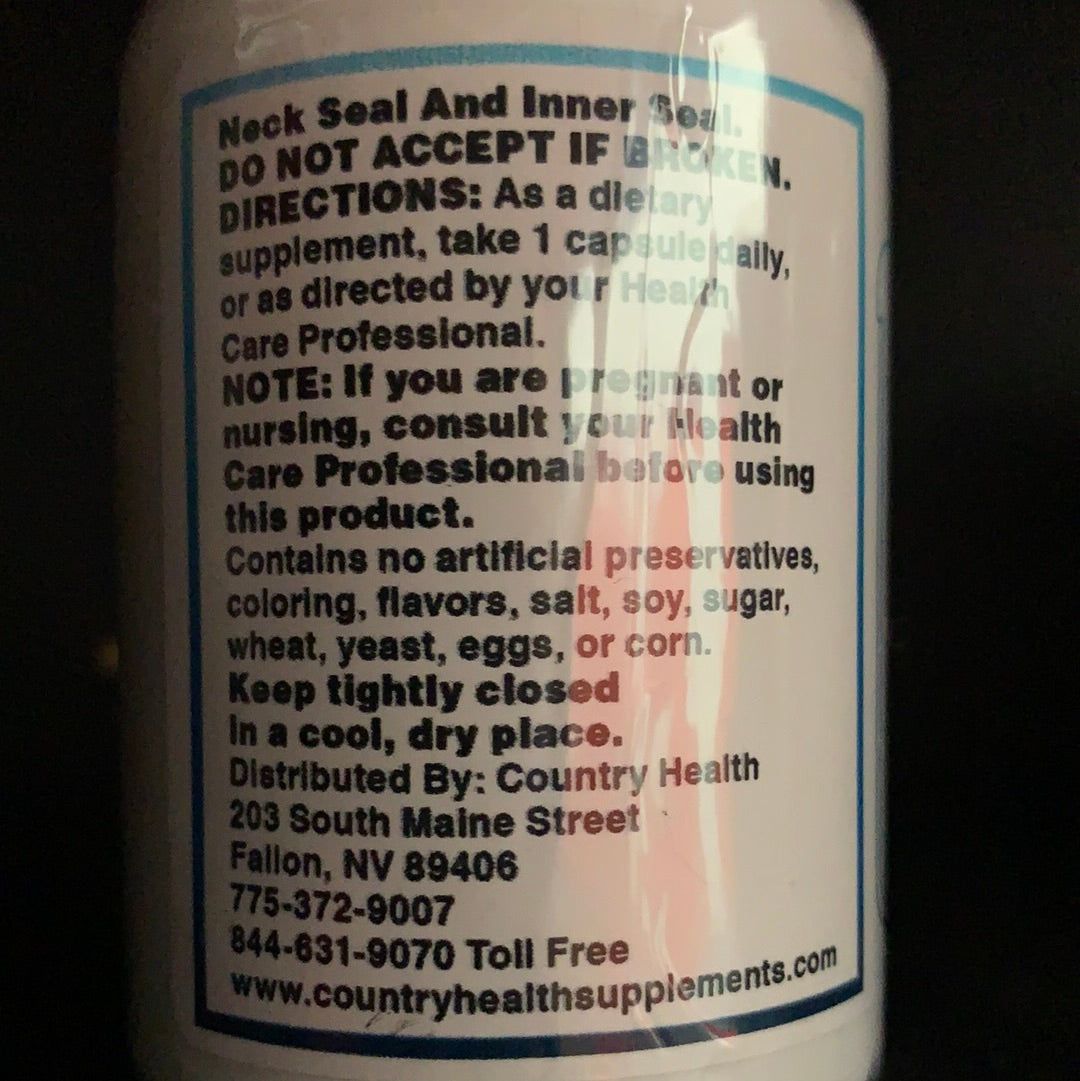 Neck Seal And Inner Seal.
DO NOT ACCEPT IF BROKEN.
DIRECTIONS: As a dietary
supplement, take 1 capsule daily,
or as directed by your Health
Care Professional.
NOTE: If you are pregnant or
nursing, consult your Health
Care Professional before using
this product.
Contains no artificial preservatives,
coloring, flavors, salt, soy, sugar,
wheat, yeast, eggs, or corn.
Keep tightly closed
In a cool, dry place.
Distributed By: Country Health
203 South Maine Street
Fallon, NV 89406
775-372-9007
844-631-9070 Toll Free
www.countryhealthsupplements.com